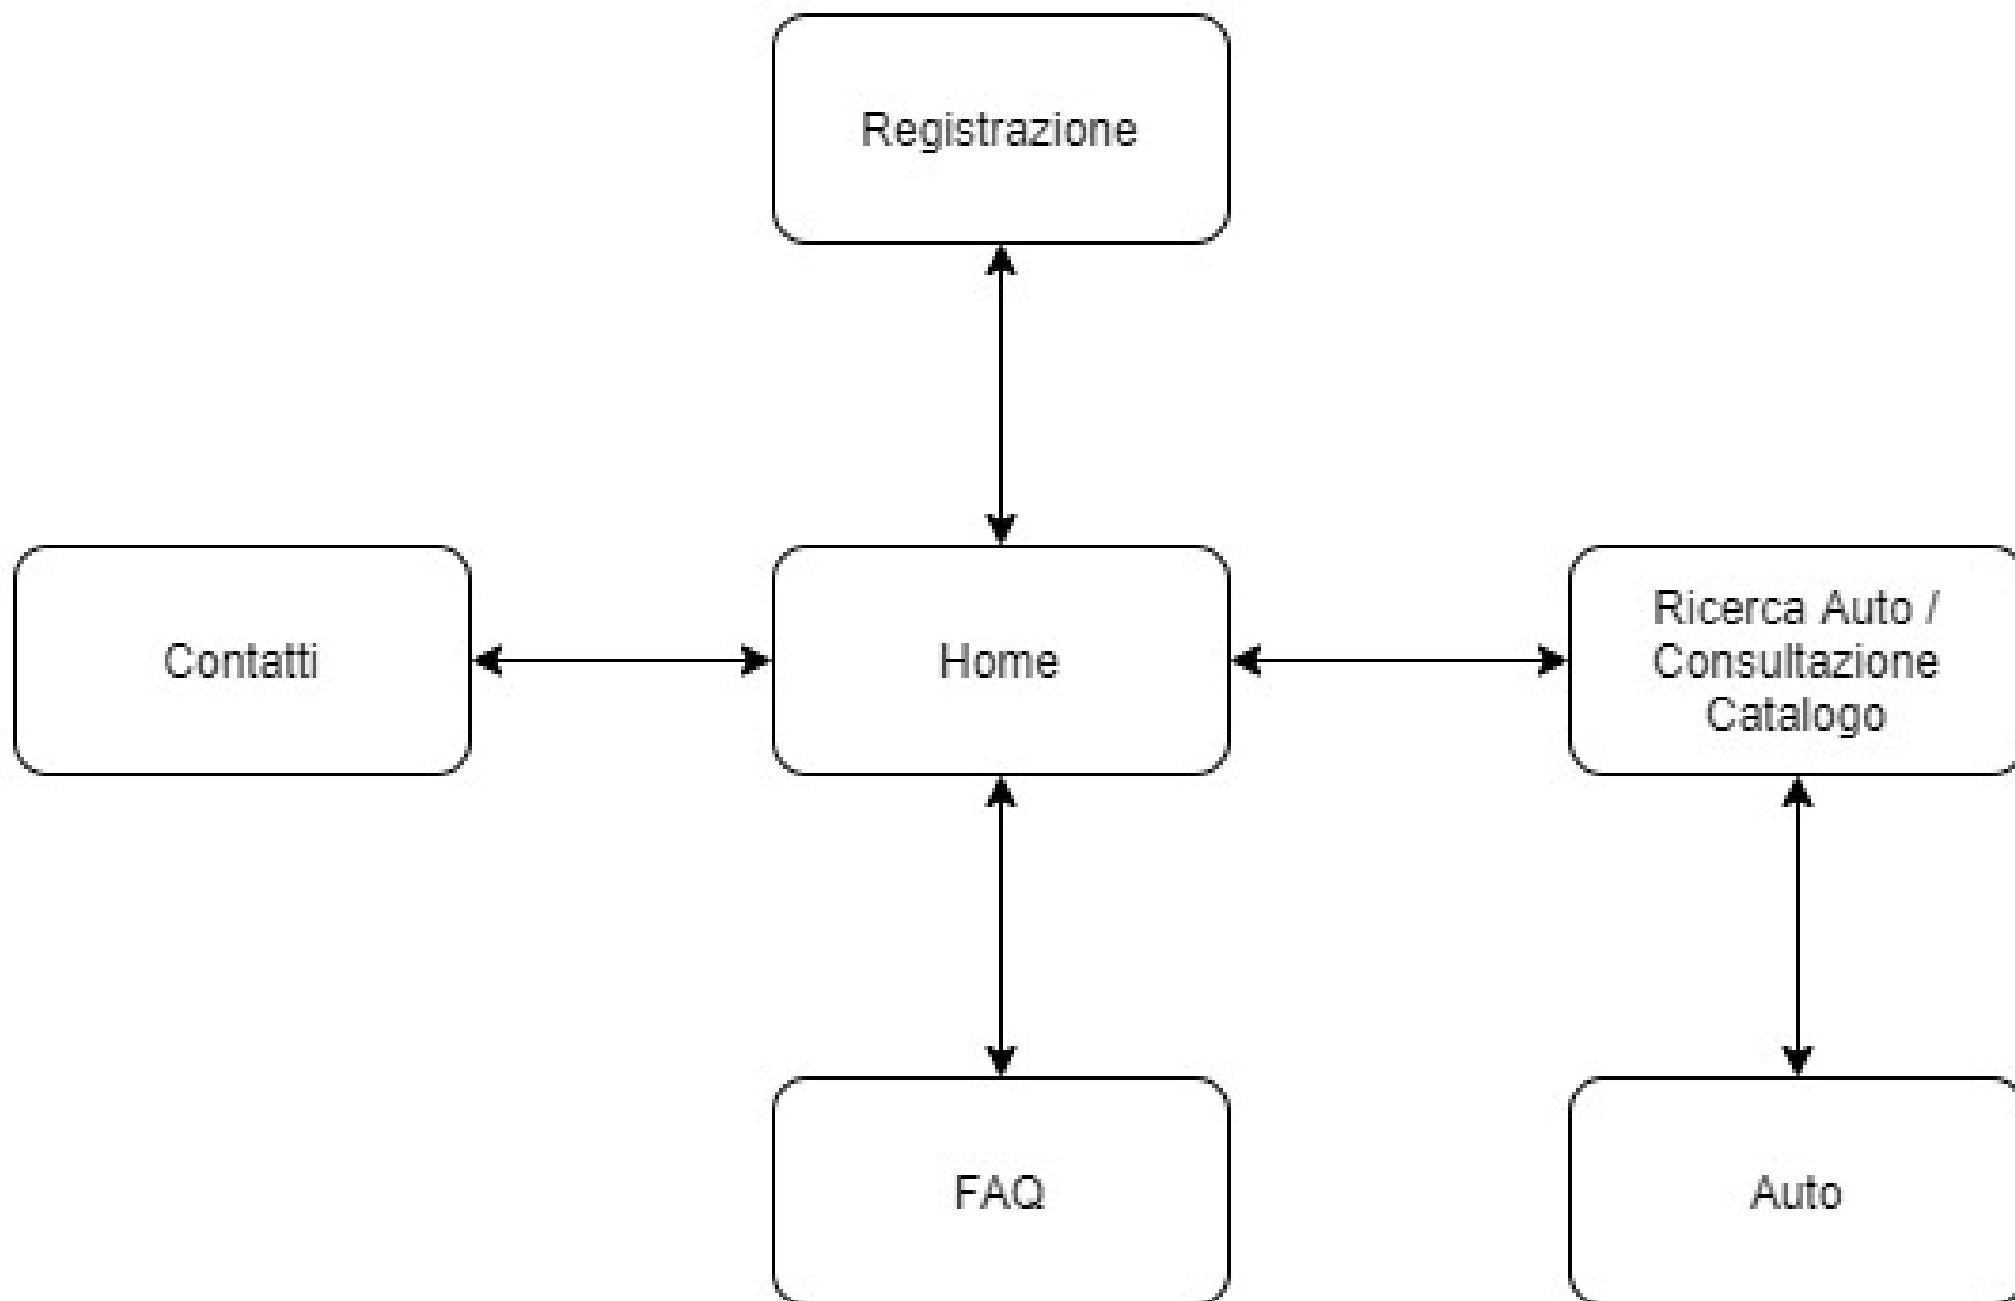 Registrazione
Contatti
Home
Ricerca Auto /
Consultazione
Catalogo
FAQ
Auto